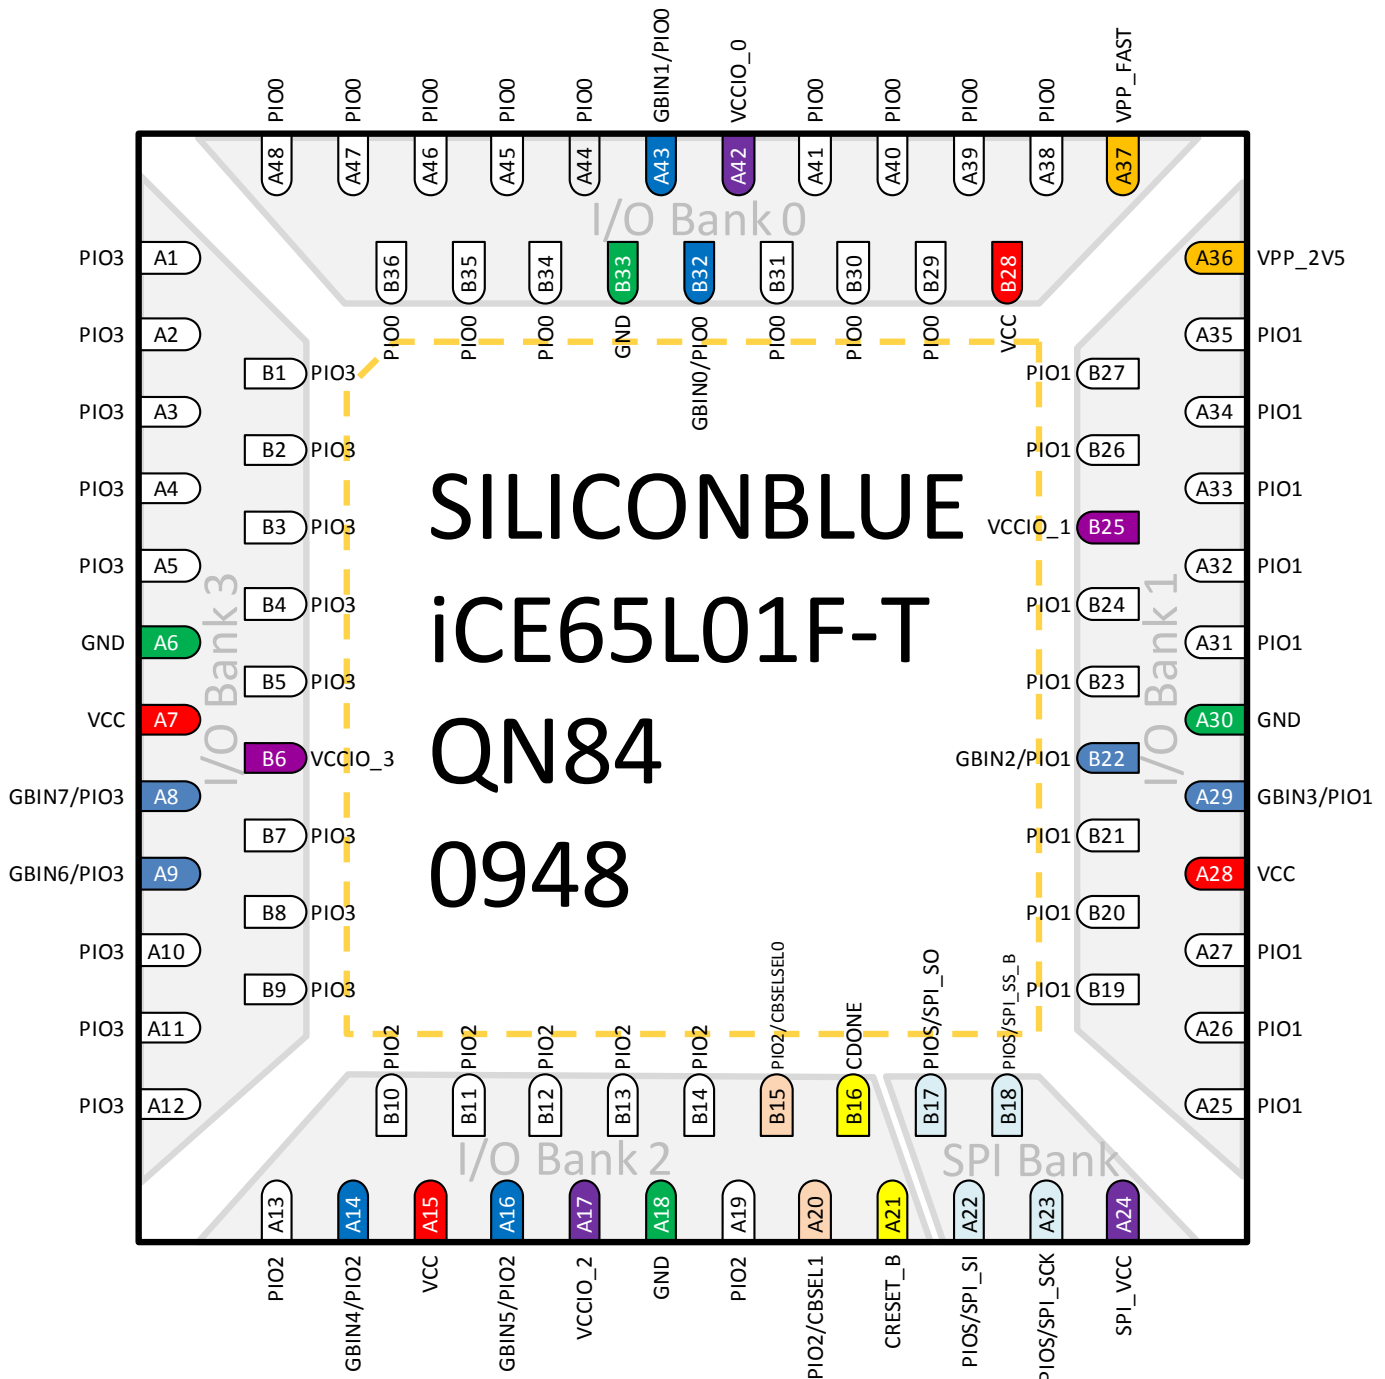 PIO0
PIO0
PIO0
PIO0
PIO0
GBIN1/PIO0
VCCIO_0
PIO0
PIO0
PIO0
PIO0
VPP_FAST
A48
A47
A46
A45
A44
A43
A42
A41
A40
A39
A38
A37
I/O Bank 0
B36
B35
B34
B33
B32
B31
B30
B29
B28
PIO0
PIO0
PIO0
GND
GBIN0/PIO0
PIO0
PIO0
PIO0
VCC
PIO3 A1
PIO3 A2
PIO3 A3
PIO3 A4
PIO3 A5
GND A6
VCC A7
GBIN7/PIO3 A8
GBIN6/PIO3 A9
PIO3 A10
PIO3 A11
PIO3 A12
I/O Bank 3
B1 PIO3
B2 PIO3
B3 PIO3
B4 PIO3
B5 PIO3
B6 VCCIO_3
B7 PIO3
B8 PIO3
B9 PIO3
SILICONBLUE
iCE65L01F-T
QN84
0948
PIO1 B27
PIO1 B26
VCCIO_1 B25
PIO1 B24
PIO1 B23
GBIN2/PIO1 B22
PIO1 B21
PIO1 B20
PIO1 B19
I/O Bank 1
A36 VPP_2V5
A35 PIO1
A34 PIO1
A33 PIO1
A32 PIO1
A31 PIO1
A30 GND
A29 GBIN3/PIO1
A28 VCC
A27 PIO1
A26 PIO1
A25 PIO1
PIO2
PIO2
PIO2
PIO2
PIO2
PIO2/CBSELSEL0
CDONE
PIOS/SPI_SO
PIOS/SPI_SS_B
B10
B11
B12
B13
B14
B15
B16
B17
B18
I/O Bank 2
SPI Bank
A13
A14
A15
A16
A17
A18
A19
A20
A21
A22
A23
A24
PIO2
GBIN4/PIO2
VCC
GBIN5/PIO2
VCCIO_2
GND
PIO2
PIO2/CBSEL1
CRESET_B
PIOS/SPI_SI
PIOS/SPI_SCK
SPI_VCC